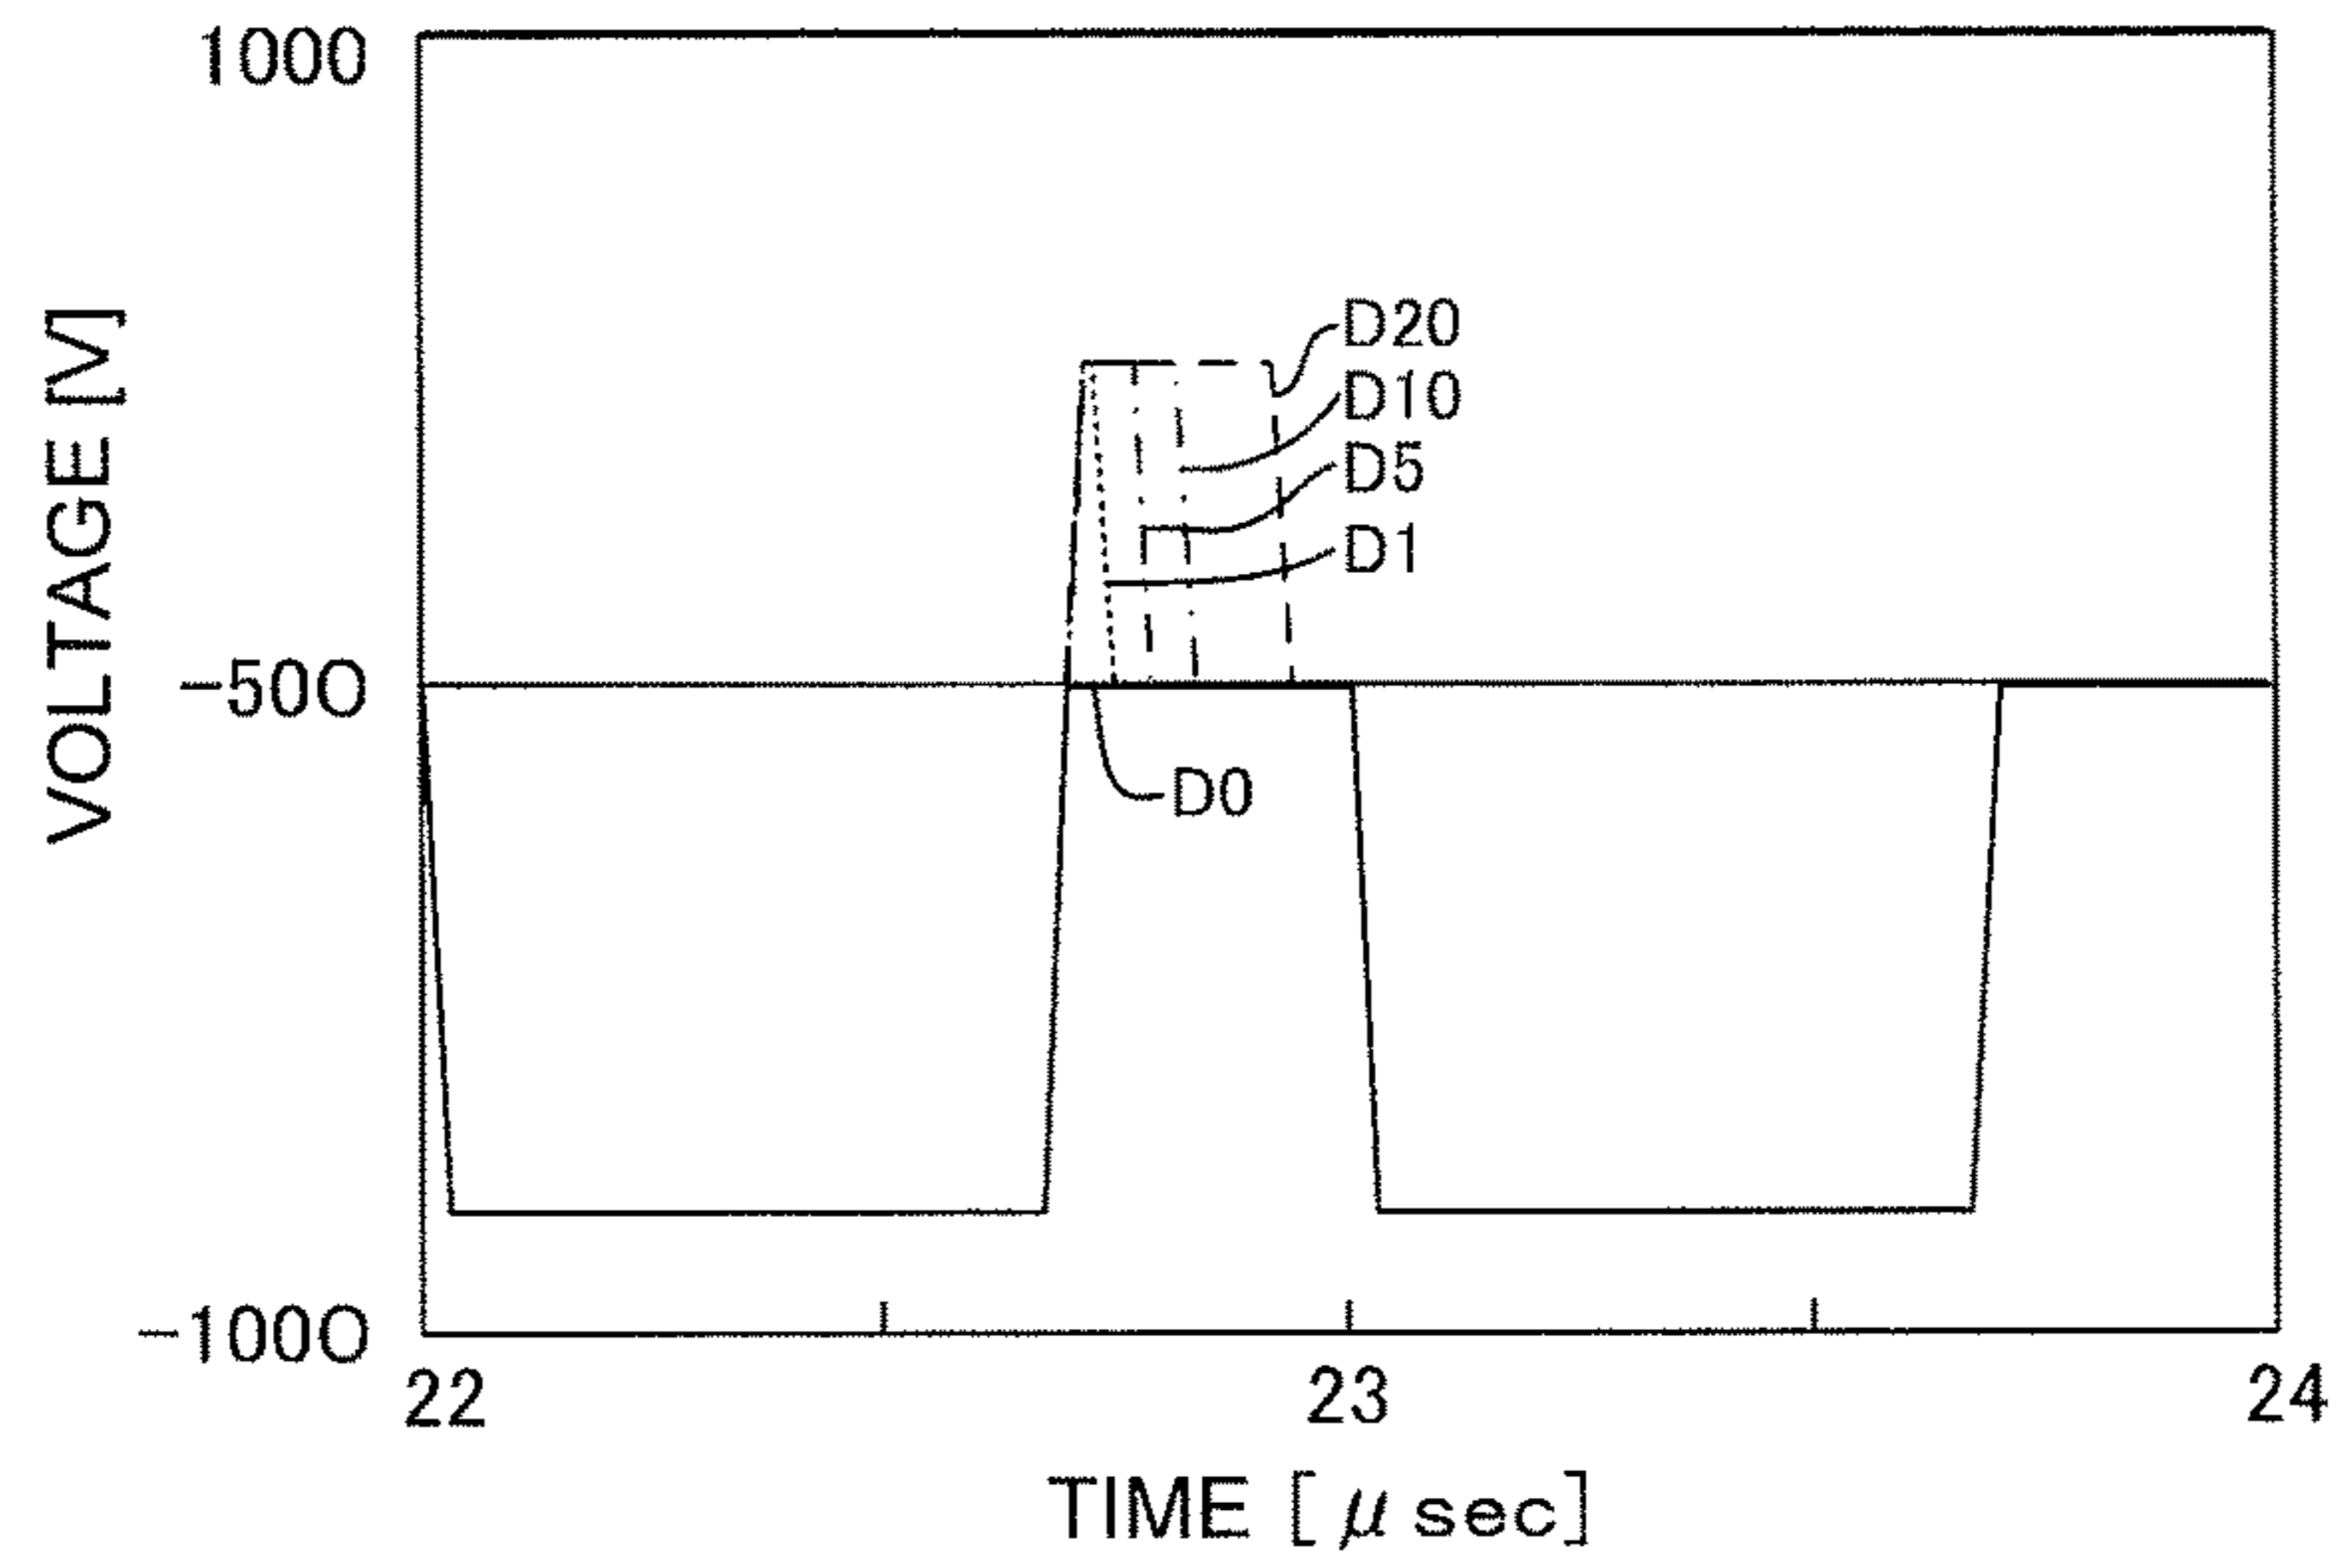 VOLTAGE [V]
1000
-500
-1000
D20
D10
D5
D1
D0
22
23
24
TIME [μsec]